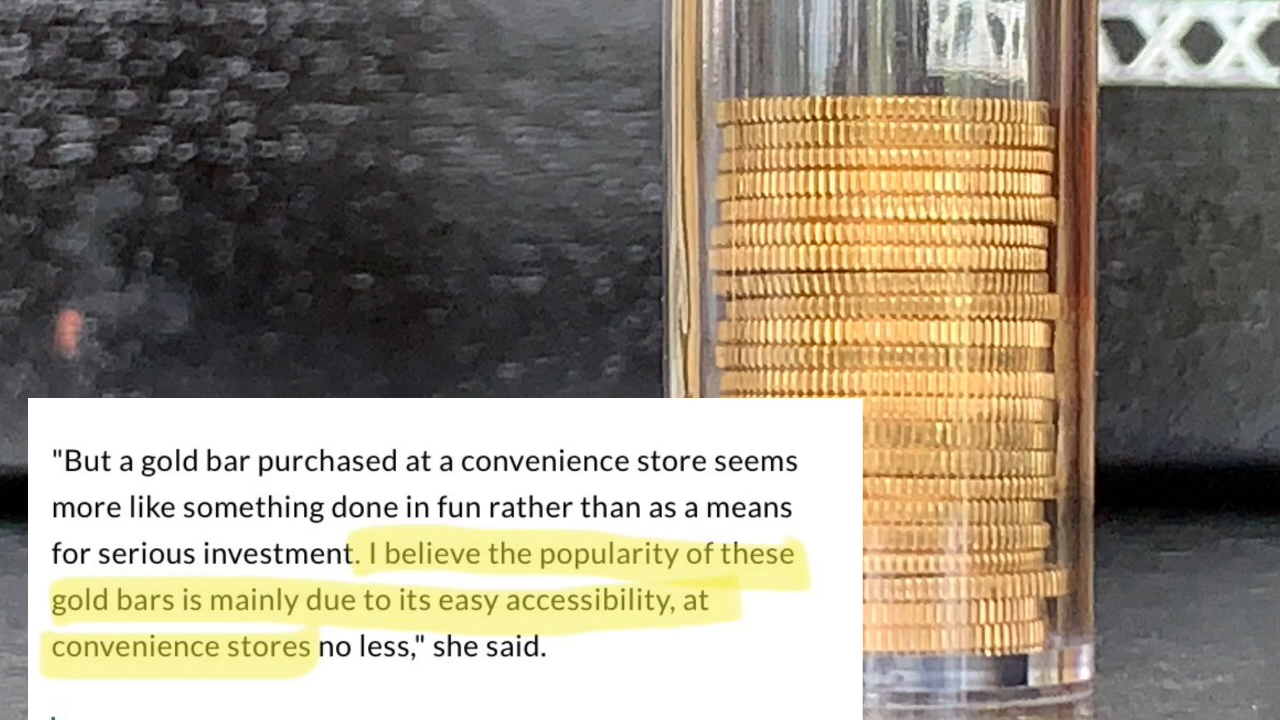 "But a gold bar purchased at a convenience store seems
more like something done in fun rather than as a means
for serious investment. I believe the popularity of these
gold bars is mainly due to its easy accessibility, at
convenience stores no less," she said.